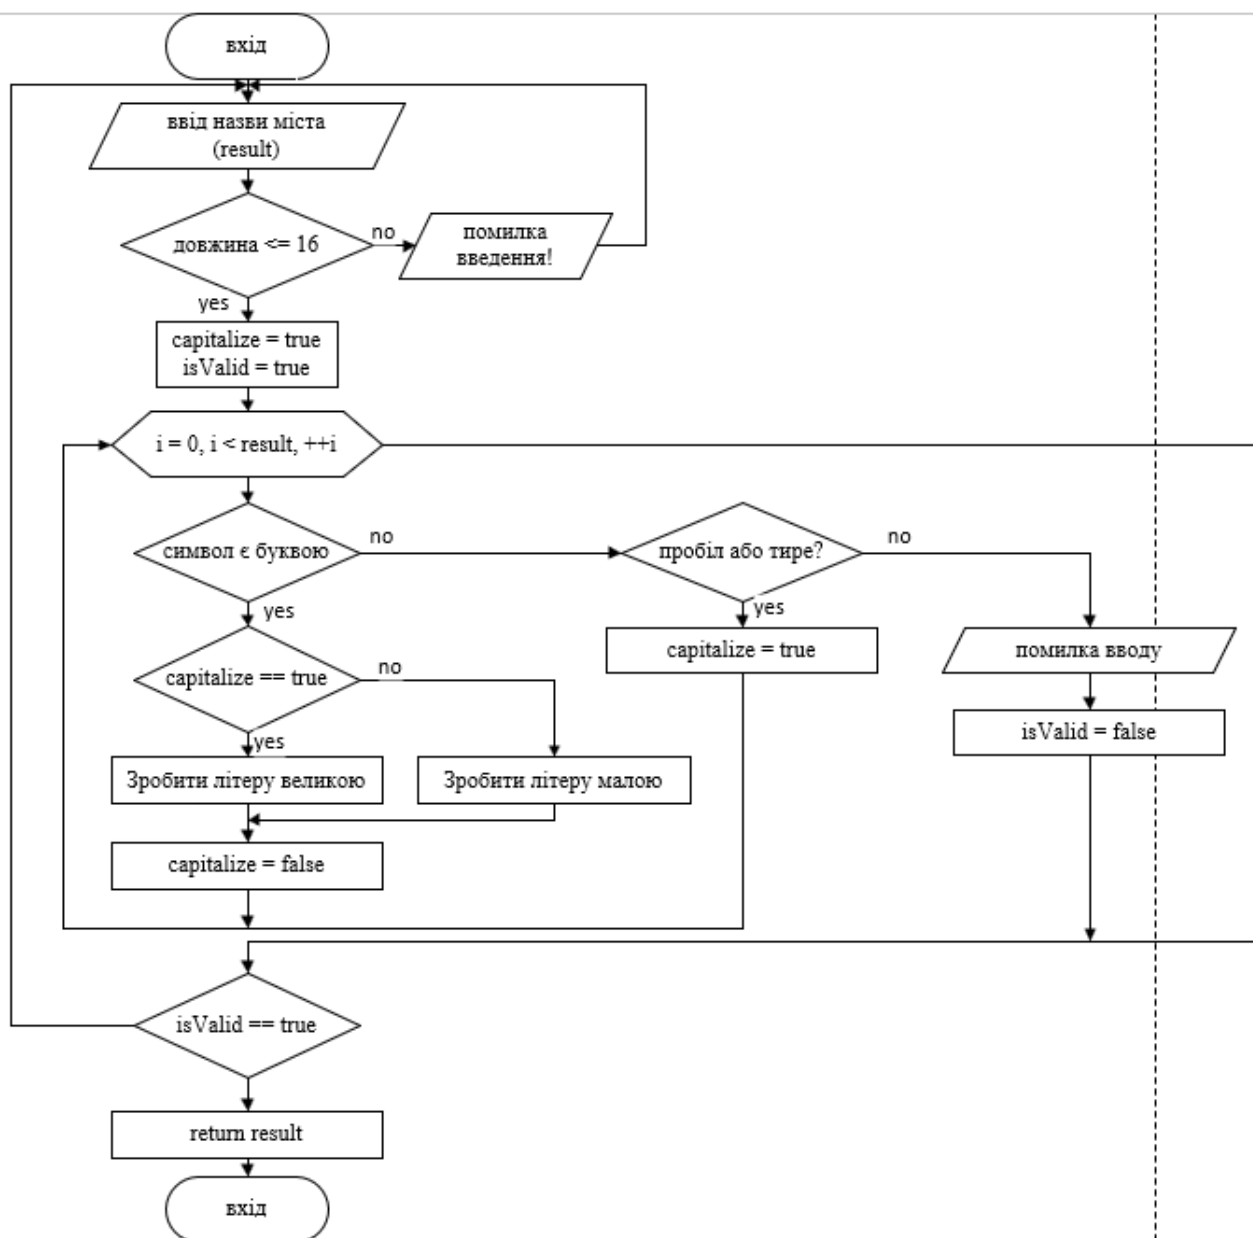 вхід
ввід назви міста
(result)
довжина <= 16
no
помилка
введення!
yes
capitalize = true
isValid = true
i = 0, i < result, ++i
символ є буквою
no
пробіл або тире?
no
yes
yes
capitalize = true
помилка вводу
capitalize == true
no
isValid = false
yes
Зробити літеру великою
Зробити літеру малою
capitalize = false
isValid == true
return result
вхід